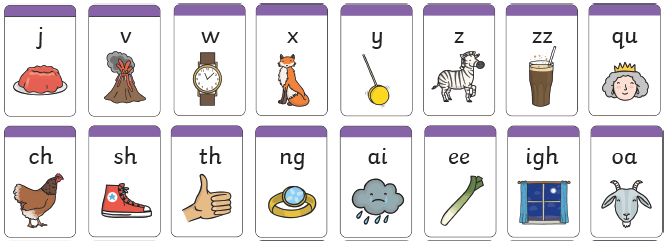 j v w x y z zz qu
ch sh th ng ai ee igh oa